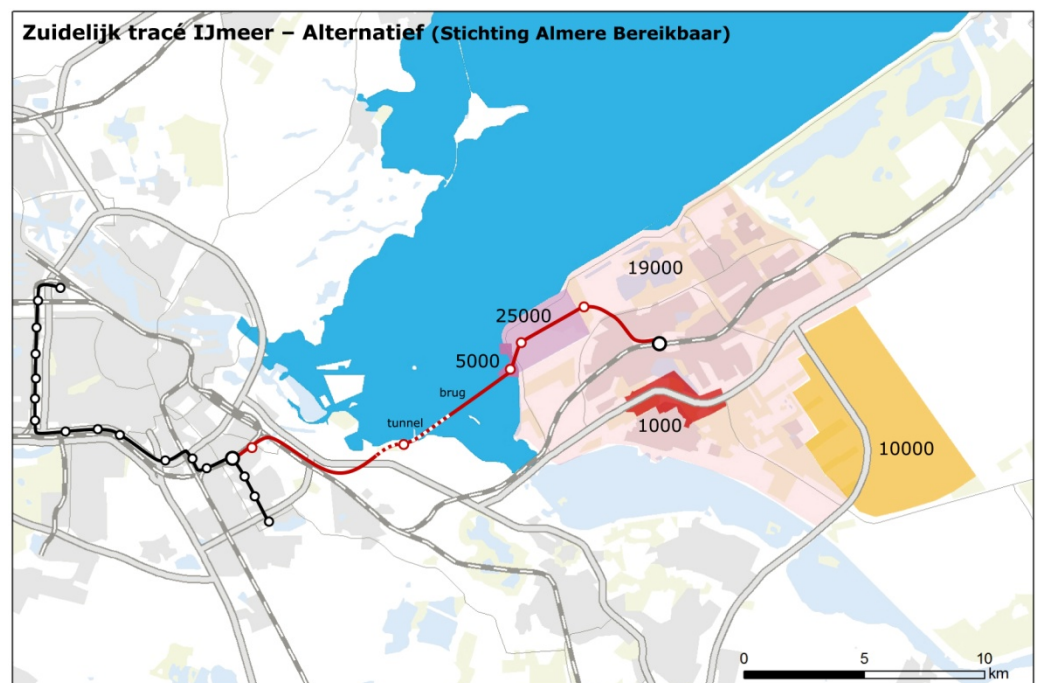 Zuidelijk tracé IJmeer – Alternatief (Stichting Almere Bereikbaar)
19000
25000
5000
brug
tunnel
1000
10000
0 5 10
km